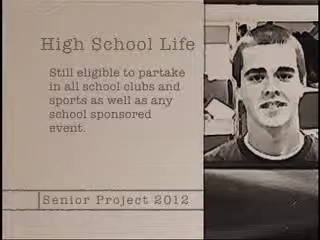 High School Life
Still eligible to partake
in all school clubs and
sports as well as any
school sponsored
event.
Senior Project 2012